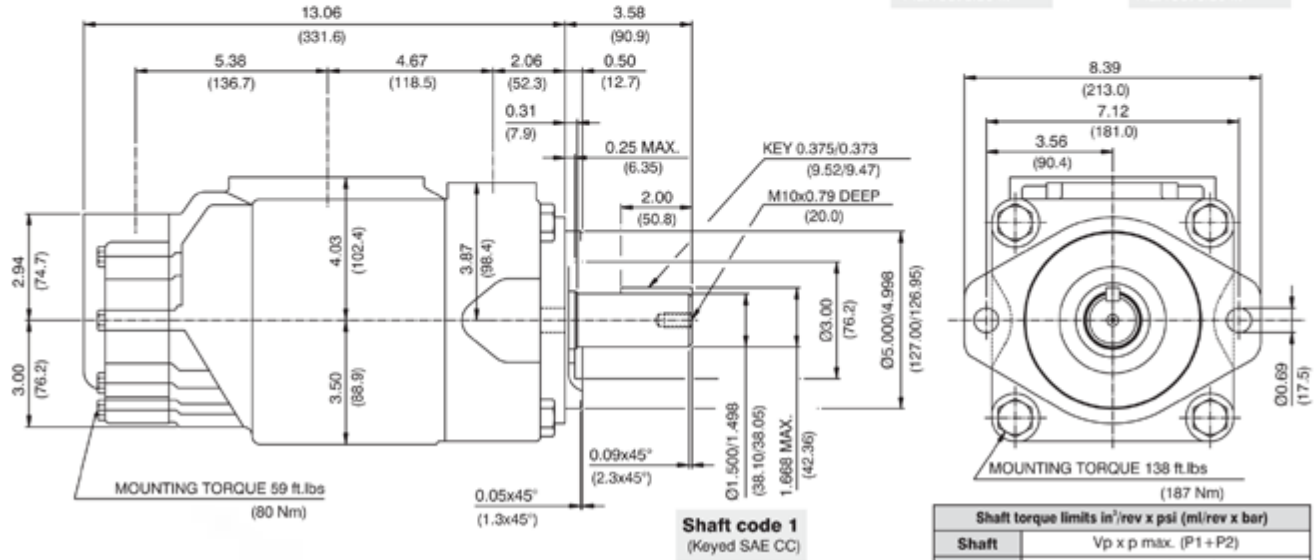 13.06
(331.6)
3.58
(90.9)
5.38
(136.7)
4.67
(118.5)
2.06
(52.3)
0.50
(12.7)
0.31
(7.9)
0.25 MAX.
(6.35)
KEY 0.375/0.373
(9.52/9.47)
2.00
(50.8)
M10x0.79 DEEP
(20.0)
2.94
(74.7)
3.00
(76.2)
4.03
(102.4)
3.50
(88.9)
3.87
(98.4)
Ø3.00
(76.2)
Ø5.000/4.998
(127.00/126.95)
Ø1.500/1.498
(38.10/38.05)
1.668 MAX.
(42.36)
0.09x45°
(2.3x45°)
0.05x45°
(1.3x45°)
MOUNTING TORQUE 59 ft.lbs
(80 Nm)
Shaft code 1
(Keyed SAE CC)
8.39
(213.0)
7.12
(181.0)
3.56
(90.4)
Ø0.69
(17.5)
MOUNTING TORQUE 138 ft.lbs
(187 Nm)
Shaft torque limits in³/rev x psi (ml/rev x bar)
Shaft Vp x p max. (P1+P2)